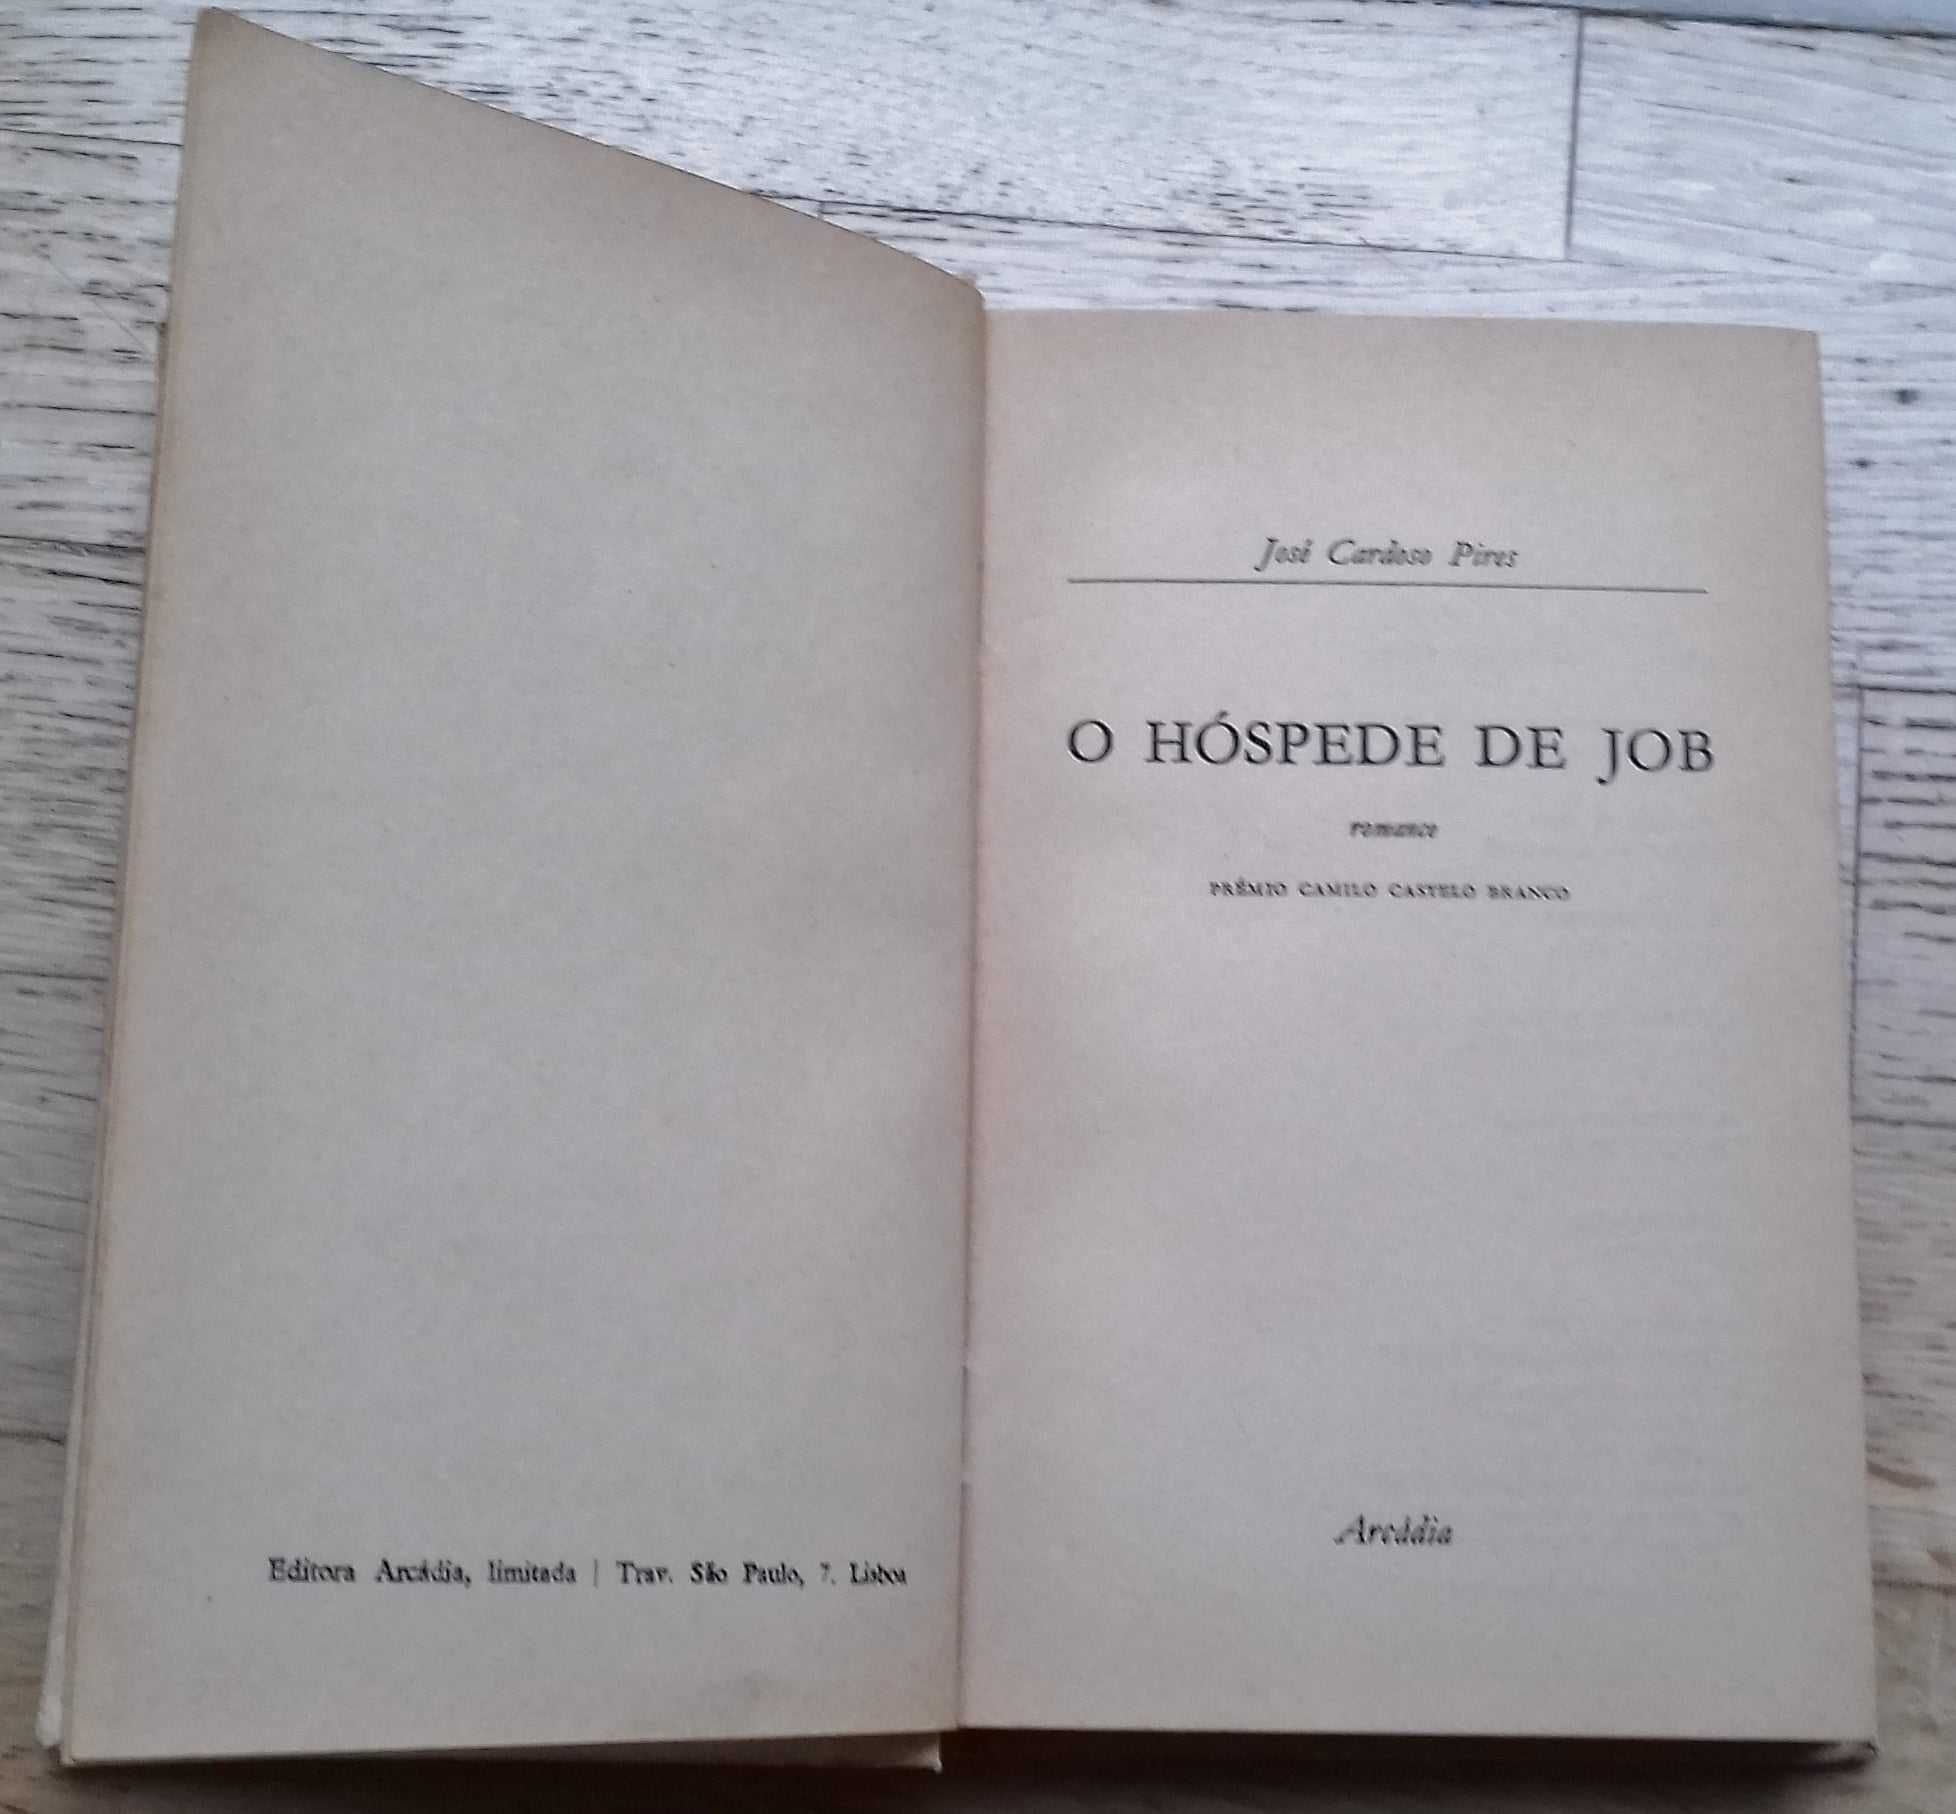 Editora Arcádia, limitada | Trav. São Paulo, 7. Lisboa
José Cardoso Pires
O HÓSPEDE DE JOB
romance
PRÉMIO CAMILO CASTELO BRANCO
Arcádia